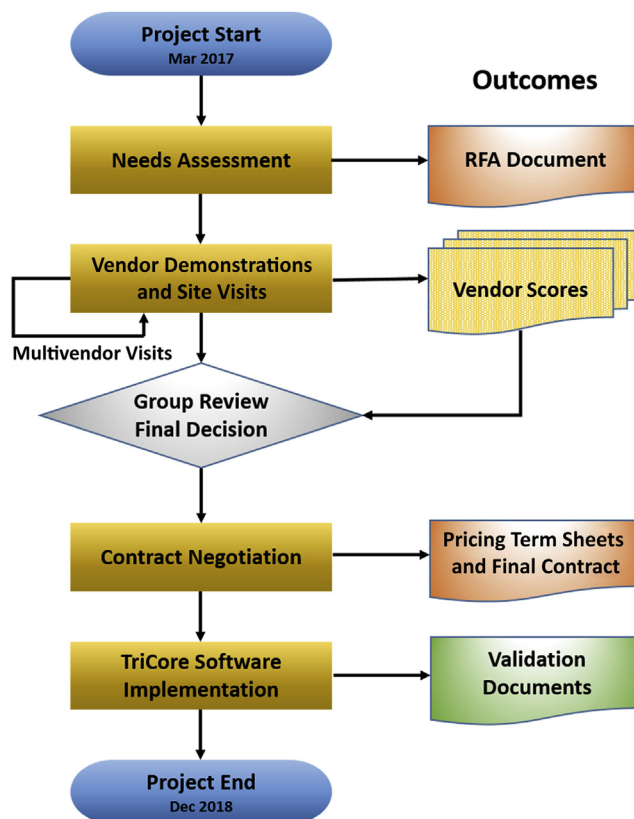 Project Start
Mar 2017
Outcomes
Needs Assessment
RFA Document
Vendor Demonstrations
and Site Visits
Vendor Scores
Multivendor Visits
Group Review
Final Decision
Contract Negotiation
Pricing Term Sheets
and Final Contract
TriCore Software
Implementation
Validation
Documents
Project End
Dec 2018